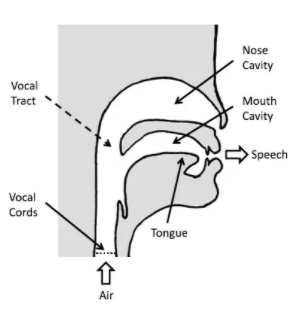 Nose
Cavity
Vocal
Tract
Mouth
Cavity
Speech
Vocal
Cords
Tongue
Air